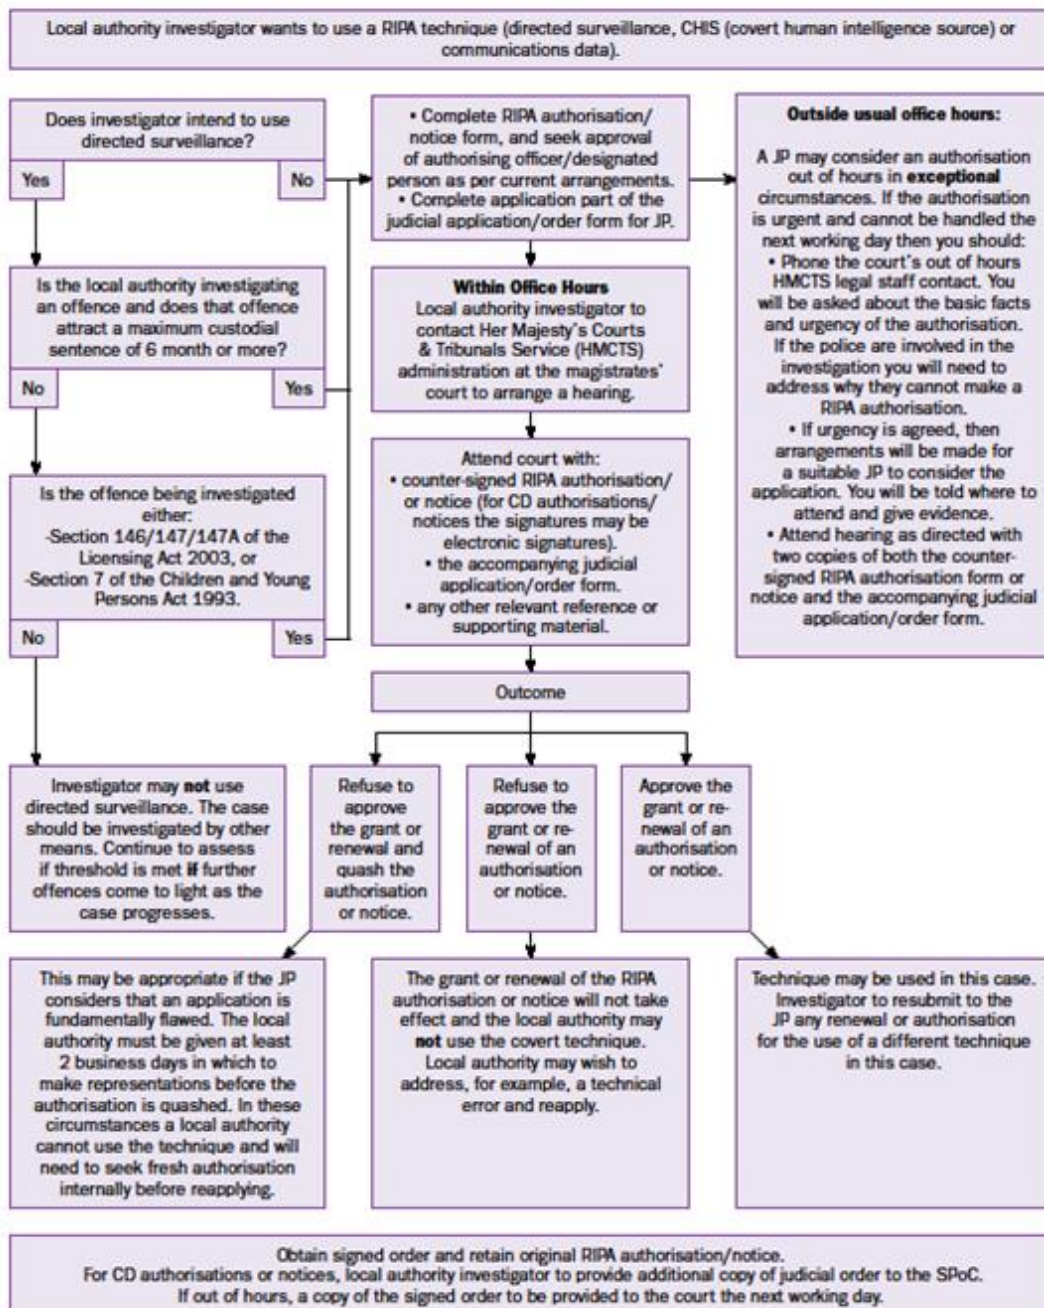 Local authority investigator wants to use a RIPA technique (directed surveillance, CHIS (covert human intelligence source) or
communications data).
Does investigator intend to use
directed surveillance?
Yes
No
Is the local authority investigating
an offence and does that offence
attract a maximum custodial
sentence of 6 month or more?
No
Yes
Is the offence being investigated
either:
-Section 146/147/147A of the
Licensing Act 2003, or
-Section 7 of the Children and Young
Persons Act 1993.
No
Yes
• Complete RIPA authorisation/
notice form, and seek approval
of authorising officer/designated
person as per current arrangements.
• Complete application part of the
judicial application/order form for JP.
Within Office Hours
Local authority investigator to
contact Her Majesty's Courts
& Tribunals Service (HMCTS)
administration at the magistrates'
court to arrange a hearing.
Attend court with:
• counter-signed RIPA authorisation/
or notice (for CD authorisations/
notices the signatures may be
electronic signatures).
• the accompanying judicial
application/order form.
• any other relevant reference or
supporting material.
Outside usual office hours:
A JP may consider an authorisation
out of hours in exceptional
circumstances. If the authorisation
is urgent and cannot be handled the
next working day then you should:
• Phone the court's out of hours
HMCTS legal staff contact. You
will be asked about the basic facts
and urgency of the authorisation.
If the police are involved in the
investigation you will need to
address why they cannot make a
RIPA authorisation.
• If urgency is agreed, then
arrangements will be made for
a suitable JP to consider the
application. You will be told where to
attend and give evidence.
• Attend hearing as directed with
two copies of both the counter-
signed RIPA authorisation form or
notice and the accompanying judicial
application/order form.
Outcome
Investigator may not use
directed surveillance. The case
should be investigated by other
means. Continue to assess
if threshold is met if further
offences come to light as the
case progresses.
Refuse to
approve
the grant or
renewal and
quash the
authorisation
or notice.
Refuse to
approve the
grant or re-
newal of an
authorisation
or notice.
Approve the
grant or re-
newal of an
authorisation
or notice.
This may be appropriate if the JP
considers that an application is
fundamentally flawed. The local
authority must be given at least
2 business days in which to
make representations before the
authorisation is quashed. In these
circumstances a local authority
cannot use the technique and will
need to seek fresh authorisation
internally before reapplying.
The grant or renewal of the RIPA
authorisation or notice will not take
effect and the local authority may
not use the covert technique.
Local authority may wish to
address, for example, a technical
error and reapply.
Technique may be used in this case.
Investigator to resubmit to the
JP any renewal or authorisation
for the use of a different technique
in this case.
Obtain signed order and retain original RIPA authorisation/notice.
For CD authorisations or notices, local authority investigator to provide additional copy of judicial order to the SPoC.
If out of hours, a copy of the signed order to be provided to the court the next working day.